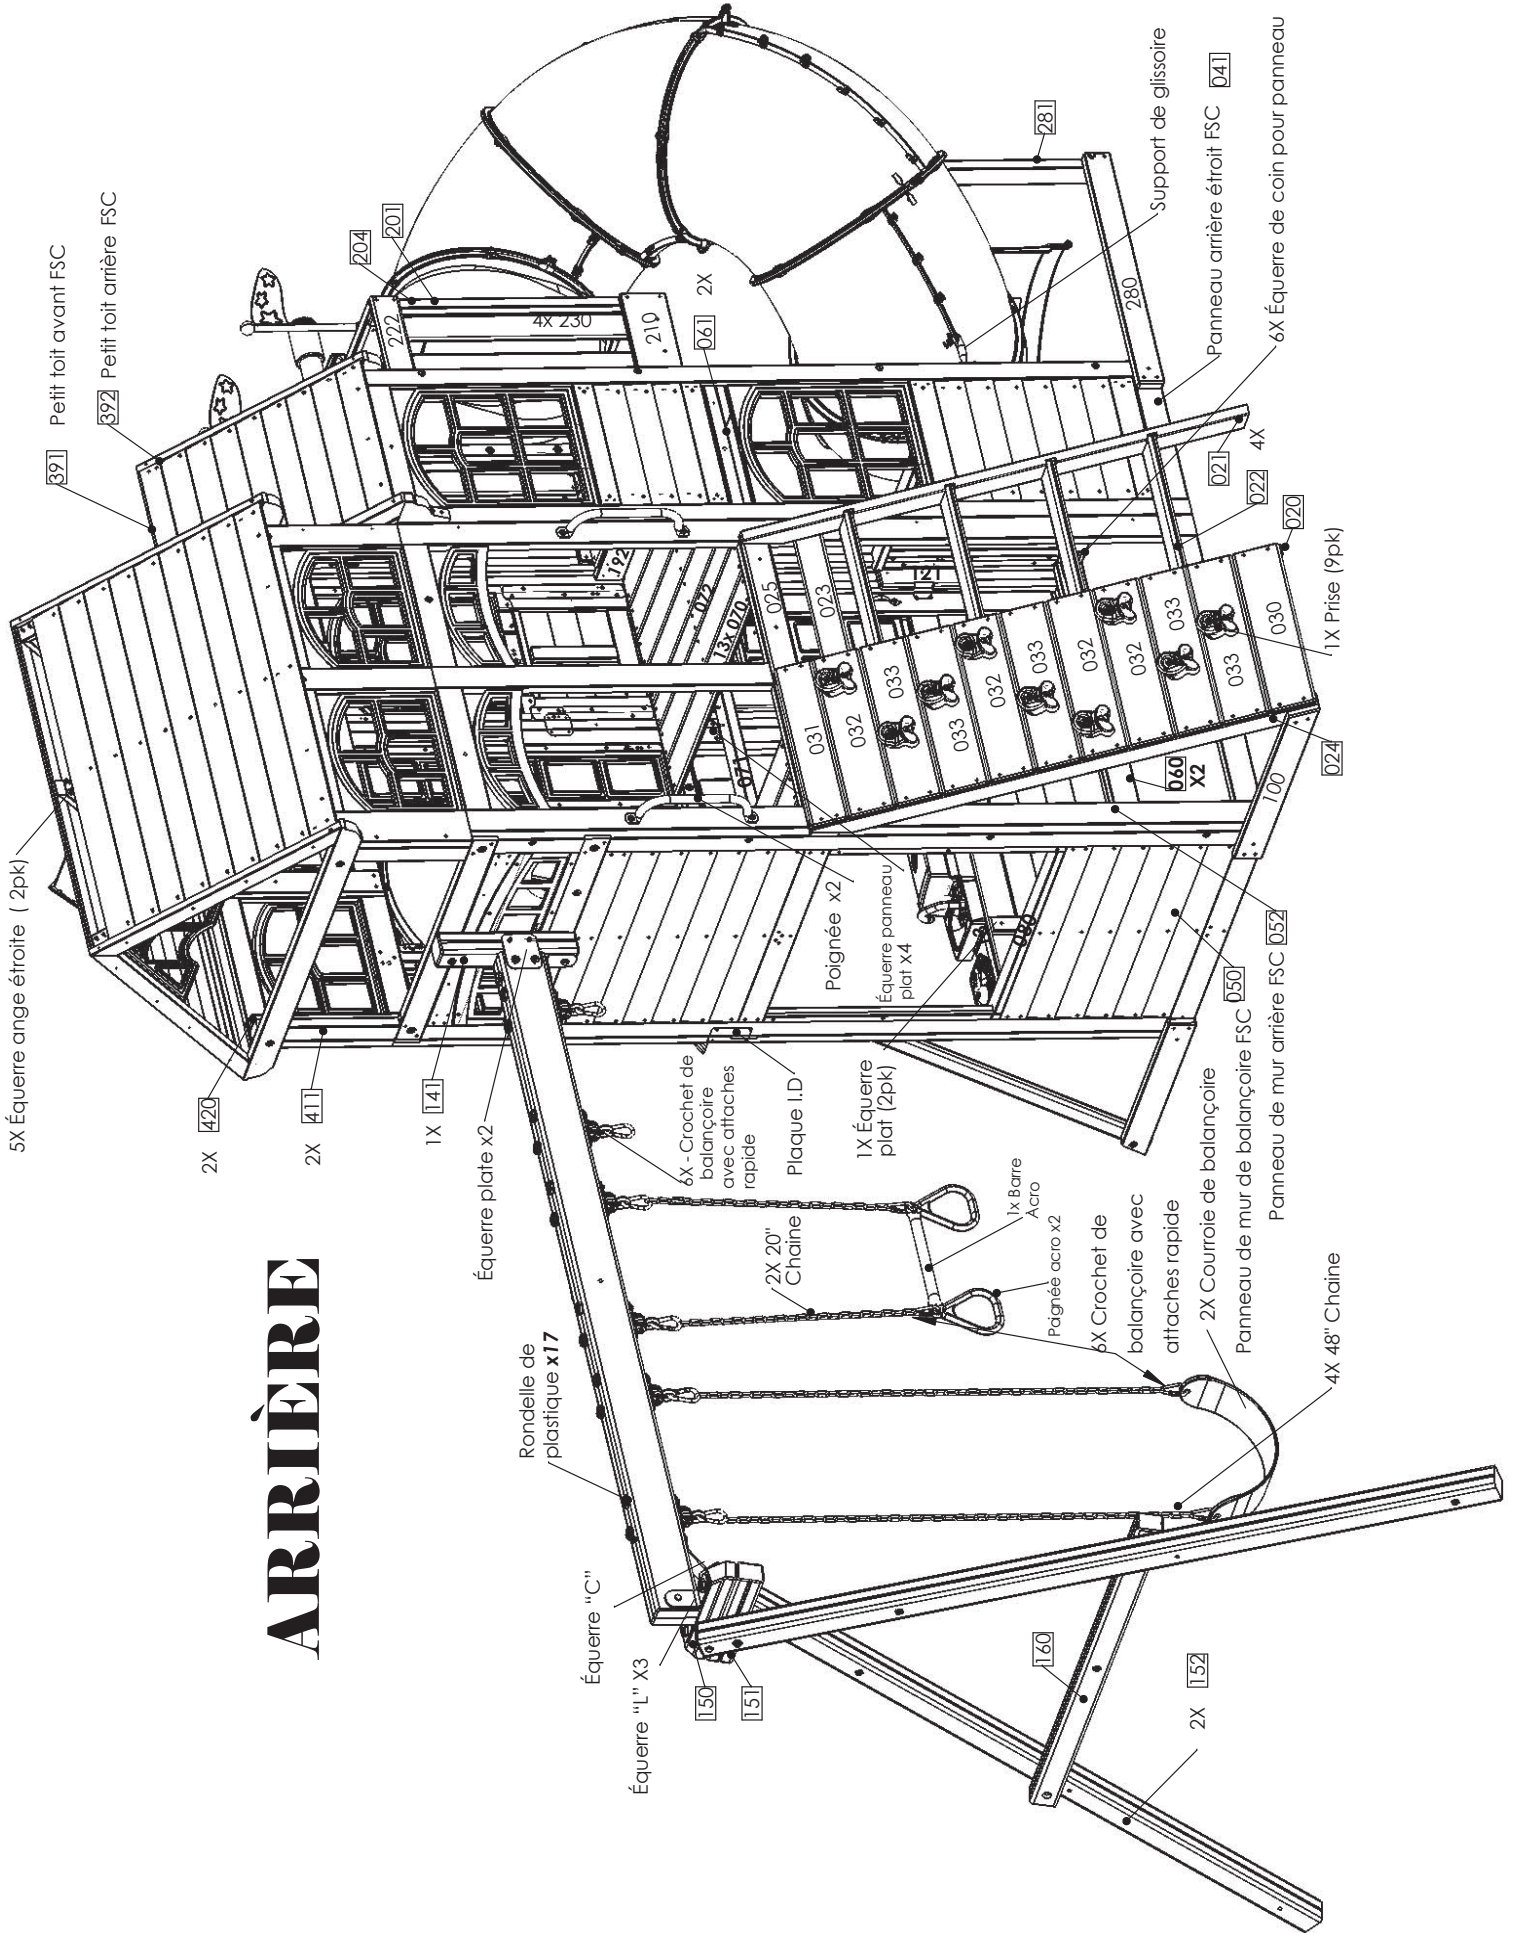 ARRIÈRE
5X Équerre ange étroite ( 2pk)
391 Petit toit avant FSC
392 Petit toit arrière FSC
2X 420
2X 411
1X 141
Équerre plate x2
204
201
222
4X 230
210
2X
061
281
Support de glissoire
280
Panneau arrière étroit FSC 041
6X Équerre de coin pour panneau
021
4X
022
020
1X Prise (9pk)
192
072
13x 070
071
121
025
023
031
032
033
033
032
033
032
032
033
033
030
024
100
060
X2
080
Poignée x2
Équerre panneau
plat X4
1X Équerre
plat (2pk)
Plaque I.D
6X - Crochet de
balançoire
avec attaches
rapide
050
Panneau de mur de balançoire FSC
Panneau de mur arrière FSC 052
Rondelle de
plastique x17
2X 20"
Chaine
1x Barre
Acro
Poignée acro x2
6X Crochet de
balançoire avec
attaches rapide
2X Courroie de balançoire
4X 48" Chaine
Équerre "C"
Équerre "L" X3
150
151
160
2X 152